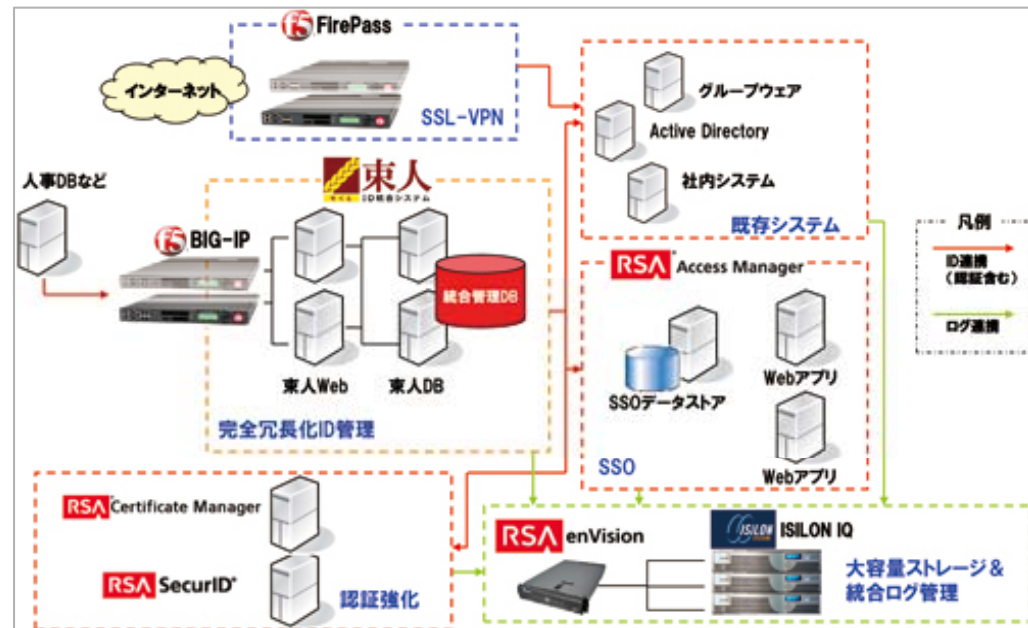 f5 FirePass
インターネット
SSL-VPN
グループウェア
Active Directory
社内システム
既存システム
人事DBなど
東人
ID統合システム
f5 BIG-IP
統合管理DB
東人Web
東人DB
完全冗長化ID管理
凡例
ID連携
(認証含む)
ログ連携
RSA Access Manager
SSOデータストア
Webアプリ
Webアプリ
SSO
RSA Certificate Manager
RSA SecurID®
認証強化
RSA enVision
ISILON
ISILON IQ
大容量ストレージ&
統合ログ管理